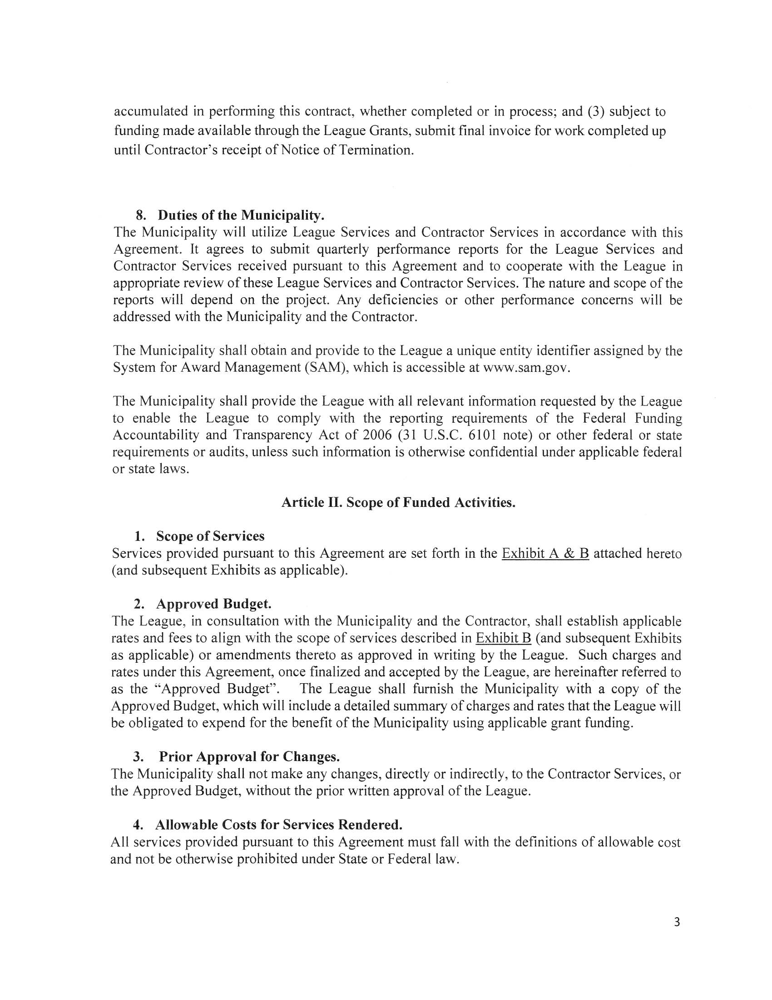 accumulated in performing this contract, whether completed or in process; and (3) subject to
funding made available through the League Grants, submit final invoice for work completed up
until Contractor’s receipt of Notice of Termination.
8. Duties of the Municipality.
The Municipality will utilize League Services and Contractor Services in accordance with this
Agreement. It agrees to submit quarterly performance reports for the League Services and
Contractor Services received pursuant to this Agreement and to cooperate with the League in
appropriate review of these League Services and Contractor Services. The nature and scope of the
reports will depend on the project. Any deficiencies or other performance concerns will be
addressed with the Municipality and the Contractor.
The Municipality shall obtain and provide to the League a unique entity identifier assigned by the
System for Award Management (SAM), which is accessible at www.sam.gov.
The Municipality shall provide the League with all relevant information requested by the League
to enable the League to comply with the reporting requirements of the Federal Funding
Accountability and Transparency Act of 2006 (31 U.S.C. 6101 note) or other federal or state
requirements or audits, unless such information is otherwise confidential under applicable federal
or state laws.
Article II. Scope of Funded Activities.
1. Scope of Services
Services provided pursuant to this Agreement are set forth in the Exhibit A & B attached hereto
(and subsequent Exhibits as applicable).
2. Approved Budget.
The League, in consultation with the Municipality and the Contractor, shall establish applicable
rates and fees to align with the scope of services described in Exhibit B (and subsequent Exhibits
as applicable) or amendments thereto as approved in writing by the League. Such charges and
rates under this Agreement, once finalized and accepted by the League, are hereinafter referred to
as the “Approved Budget”. The League shall furnish the Municipality with a copy of the
Approved Budget, which will include a detailed summary of charges and rates that the League will
be obligated to expend for the benefit of the Municipality using applicable grant funding.
3. Prior Approval for Changes.
The Municipality shall not make any changes, directly or indirectly, to the Contractor Services, or
the Approved Budget, without the prior written approval of the League.
4. Allowable Costs for Services Rendered.
All services provided pursuant to this Agreement must fall with the definitions of allowable cost
and not be otherwise prohibited under State or Federal law.
3